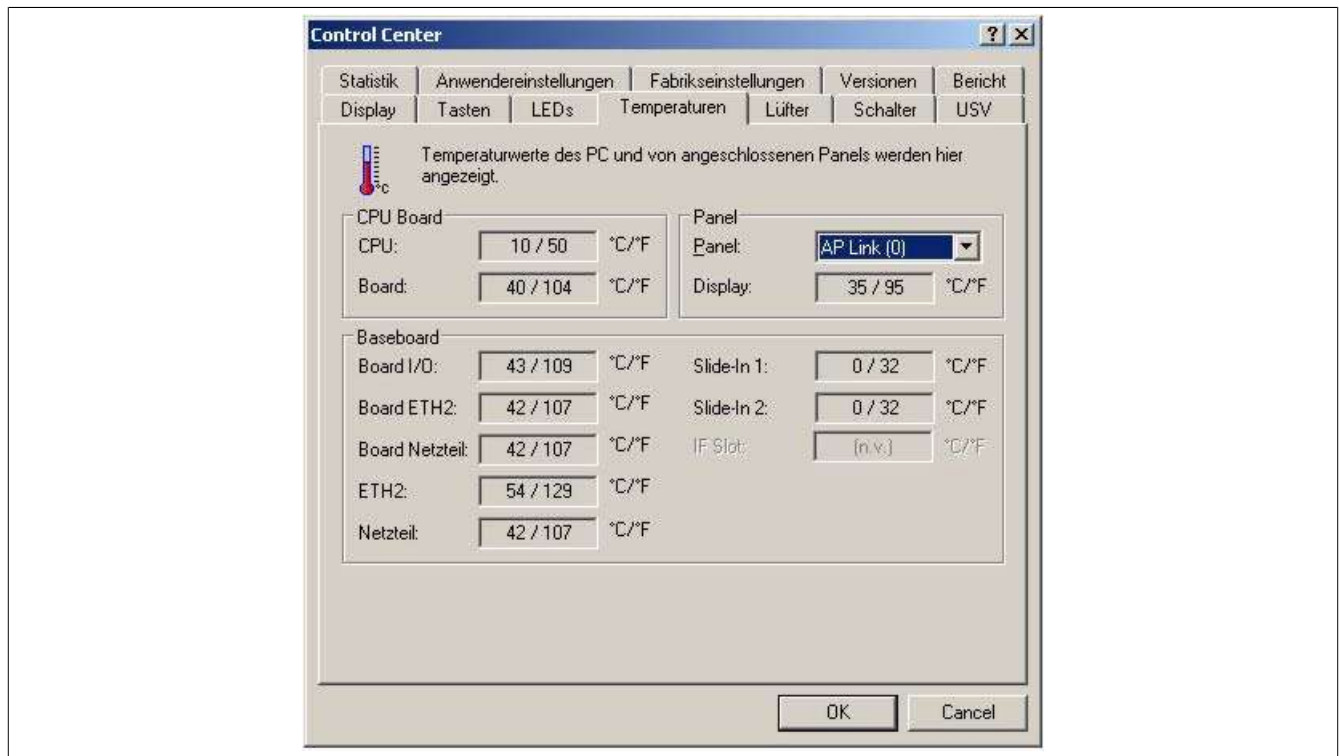 Control Center
Statistik Anwendereinstellungen Fabrikseinstellungen Versionen Bericht
Display Tasten LEDs Temperaturen Lüfter Schalter USV
Temperaturwerte des PC und von angeschlossenen Panels werden hier
angezeigt.
°C
CPU Board
CPU: 10 / 50 °C/°F
Board: 40 / 104 °C/°F
Panel
Panel: AP Link (0)
Display: 35 / 95 °C/°F
Baseboard
Board I/O: 43 / 109 °C/°F Slide-In 1: 0 / 32 °C/°F
Board ETH2: 42 / 107 °C/°F Slide-In 2: 0 / 32 °C/°F
Board Netzteil: 42 / 107 °C/°F IF Slot: (n.v.) °C/°F
ETH2: 54 / 129 °C/°F
Netzteil: 42 / 107 °C/°F
OK Cancel